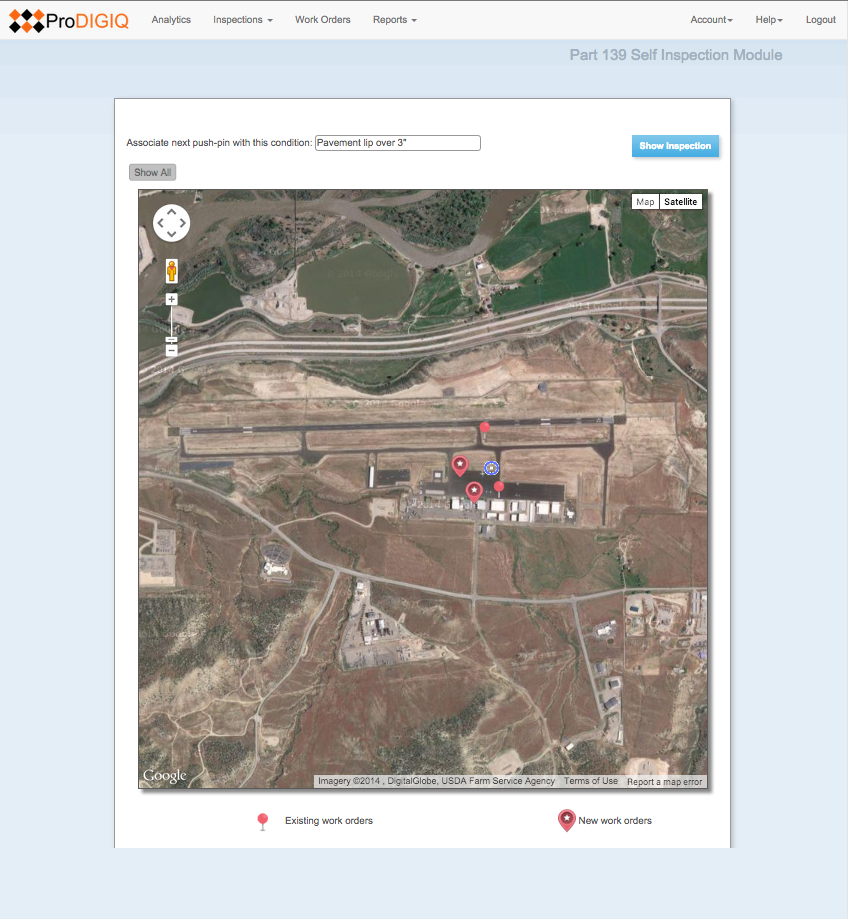 ProDIGIQ Analytics Inspections Work Orders Reports Account Help Logout
Part 139 Self Inspection Module
Associate next push-pin with this condition: Pavement lip over 3"
Show Inspection
Show All
Map Satellite
Google
Imagery ©2014 , DigitalGlobe, USDA Farm Service Agency Terms of Use Report a map error
Existing work orders New work orders